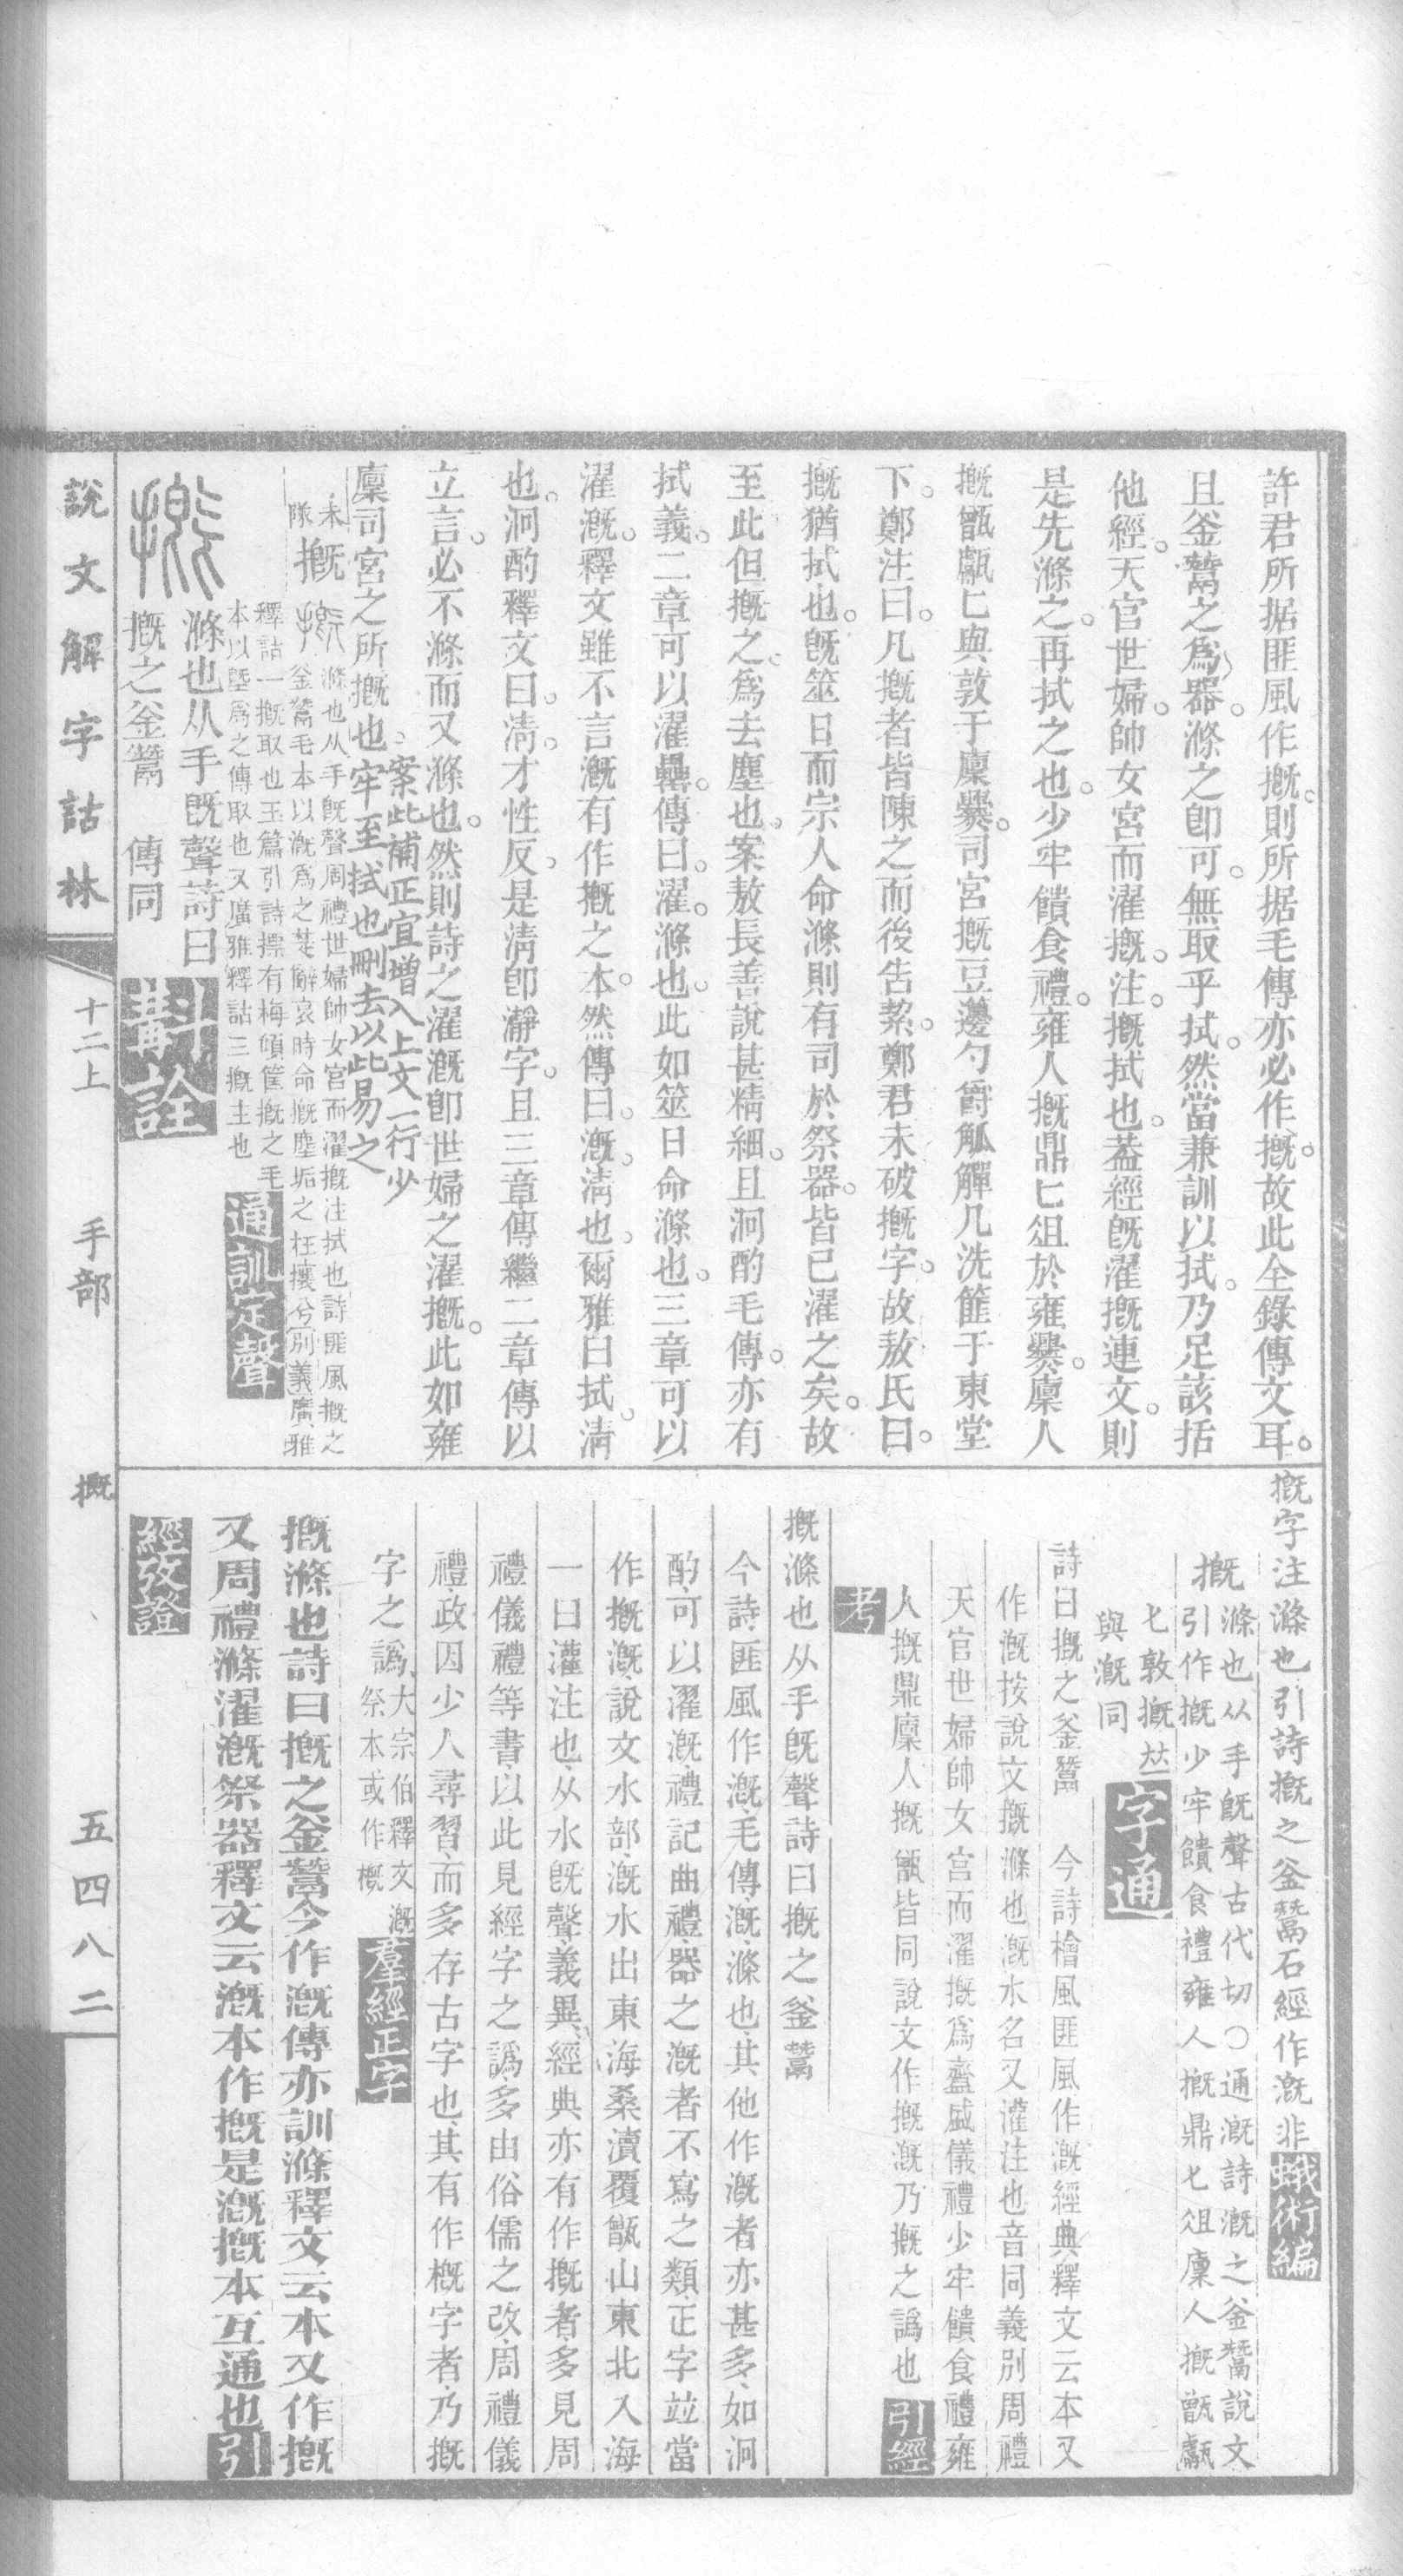 許君所据匪風作摡。則所据毛傳亦必作摡。故此全錄傳文耳。
且釜鬵之爲器。滌之卽可。無取乎拭。然當兼訓以拭。乃足該括
他經。天官世婦。帥女宮而濯摡。注。摡拭也。蓋經旣濯摡連文。則
是先滌之。再拭之也。少牢饋食禮。雍人摡鼎匕俎於雍爨。廩人
摡甑甗匕與敦于廩爨。司宮摡豆籩勺爵觚觶几洗篚于東堂
下。鄭注曰。凡摡者皆陳之而後告絜。鄭君未破摡字。故敖氏曰。
摡猶拭也。旣筮日而宗人命滌則有司於祭器。皆已濯之矣。故
至此但摡之。爲去塵也。案敖長善說甚精細。且泂酌毛傳。亦有
拭義。二章可以濯罍。傳曰。濯。滌也。此如筮日命滌也。三章可以
濯溉。釋文雖不言溉有作摡之本。然傳曰。溉。淸也。爾雅曰拭。淸
也。泂酌釋文曰。淸。才性反。是淸卽瀞字。且三章傳繼二章傳以
立言。必不滌而又滌也。然則詩之濯溉卽世婦之濯摡。此如雍
廩司宮之所摡也。
案此補正宜增入上文一行少
牢至拭也刪去以此易之
未
隊
摡
滌也从手旣聲周禮世婦帥女宮而濯摡注拭也詩匪風摡之
釜鬵毛本以溉爲之楚辭哀時命摡塵垢之枉攘兮別義廣雅
釋詁一摡取也玉篇引詩摽有梅傾筐摡之毛
本以塈爲之傳取也又廣雅釋詁三摡主也
通訓定聲
滌也从手旣聲詩曰
摡之釜鬵　傳同
斠詮
摡字注滌也引詩摡之釜鬵石經作溉非
蛾術編
摡
滌也从手旣聲古代切〇通溉詩溉之釜鬵說文
引作摡少牢饋食禮雍人摡鼎匕俎廩人摡甑甗
匕敦摡𠀤
與溉同
字通
詩曰摡之釜鬵　今詩檜風匪風作溉經典釋文云本又
作溉按說文摡滌也溉水名又灌注也音同義別周禮
天官世婦帥女宮而濯摡爲齍盛儀禮少牢饋食禮雍
人摡鼎廩人摡甑皆同說文作摡溉乃摡之譌也
引經
考
摡滌也从手旣聲詩曰摡之釜鬵
今詩匪風作溉毛傳溉滌也其他作溉者亦甚多如泂
酌可以濯溉禮記曲禮器之溉者不寫之類正字竝當
作摡溉說文水部溉水出東海桑瀆覆甑山東北入海
一曰灌注也从水旣聲義異經典亦有作摡者多見周
禮儀禮等書以此見經字之譌多由俗儒之改周禮儀
禮政因少人尋習而多存古字也其有作槪字者乃摡
字之譌
大宗伯釋文溉
祭本或作槪
羣經正字
摡滌也詩曰摡之釜鬵今作溉傳亦訓滌釋文云本又作摡
又周禮滌濯溉祭器釋文云溉本作摡是溉摡本互通也
引
經攷證
說文解字詁林
十二上
手部
摡
五四八二